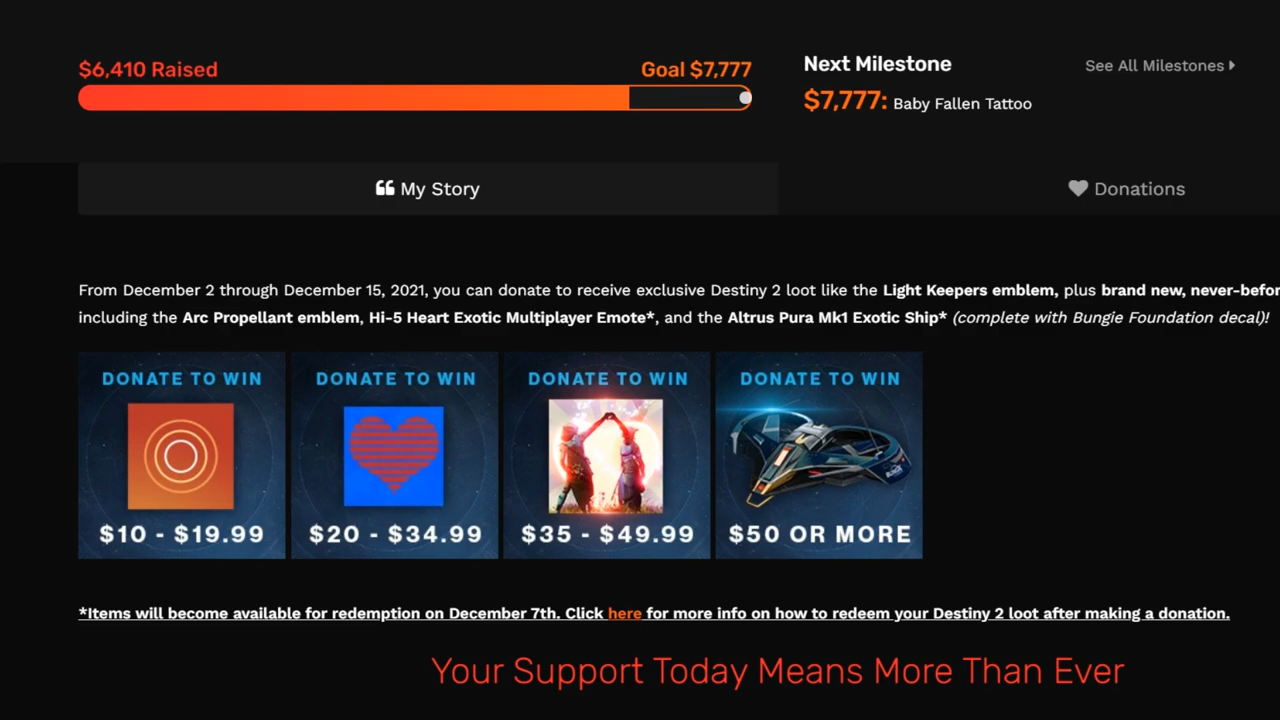 $6,410 Raised
Goal $7,777
Next Milestone
See All Milestones
$7,777: Baby Fallen Tattoo
My Story
Donations
From December 2 through December 15, 2021, you can donate to receive exclusive Destiny 2 loot like the Light Keepers emblem, plus brand new, never-befor
including the Arc Propellant emblem, Hi-5 Heart Exotic Multiplayer Emote*, and the Altrus Pura Mk1 Exotic Ship* (complete with Bungie Foundation decal)!
DONATE TO WIN
$10 - $19.99
DONATE TO WIN
$20 - $34.99
DONATE TO WIN
$35 - $49.99
DONATE TO WIN
$50 OR MORE
*Items will become available for redemption on December 7th. Click here for more info on how to redeem your Destiny 2 loot after making a donation.
Your Support Today Means More Than Ever